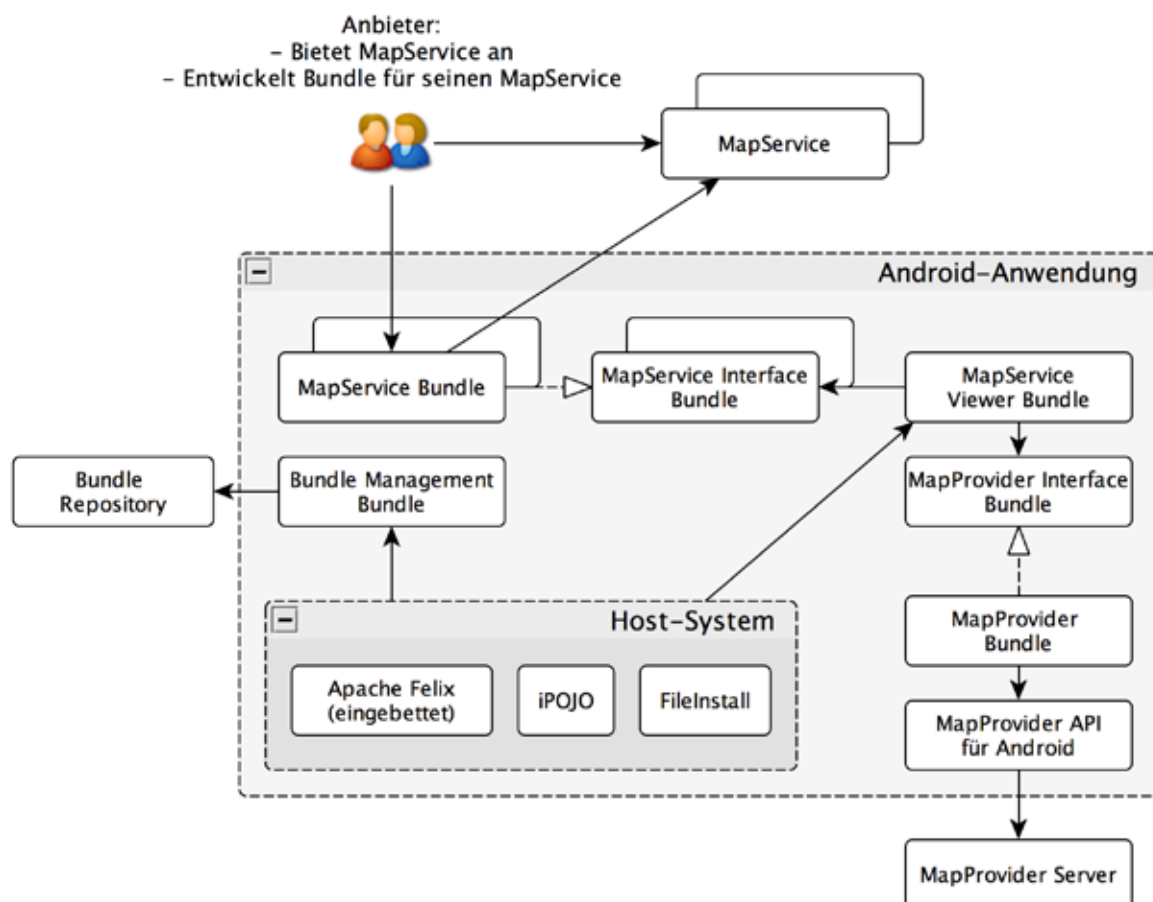 Anbieter:
– Bietet MapService an
– Entwickelt Bundle für seinen MapService
MapService
Android–Anwendung
MapService Bundle
MapService Interface
Bundle
MapService
Viewer Bundle
Bundle
Repository
Bundle Management
Bundle
MapProvider Interface
Bundle
Host–System
MapProvider
Bundle
Apache Felix
(eingebettet)
iPOJO
FileInstall
MapProvider API
für Android
MapProvider Server